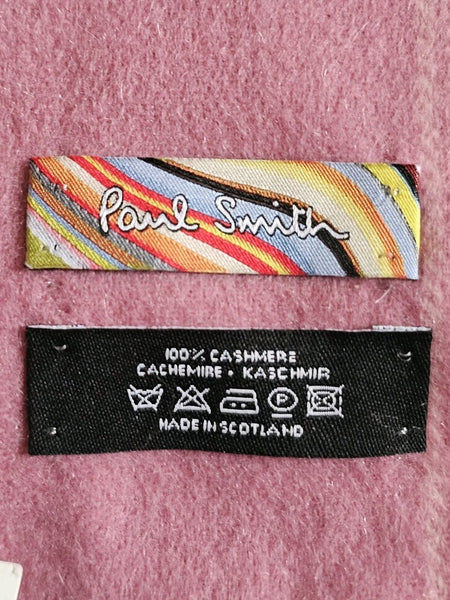 Paul Smith
100% CASHMERE
CACHEMIRE • KASCHMIR
P
MADE IN SCOTLAND